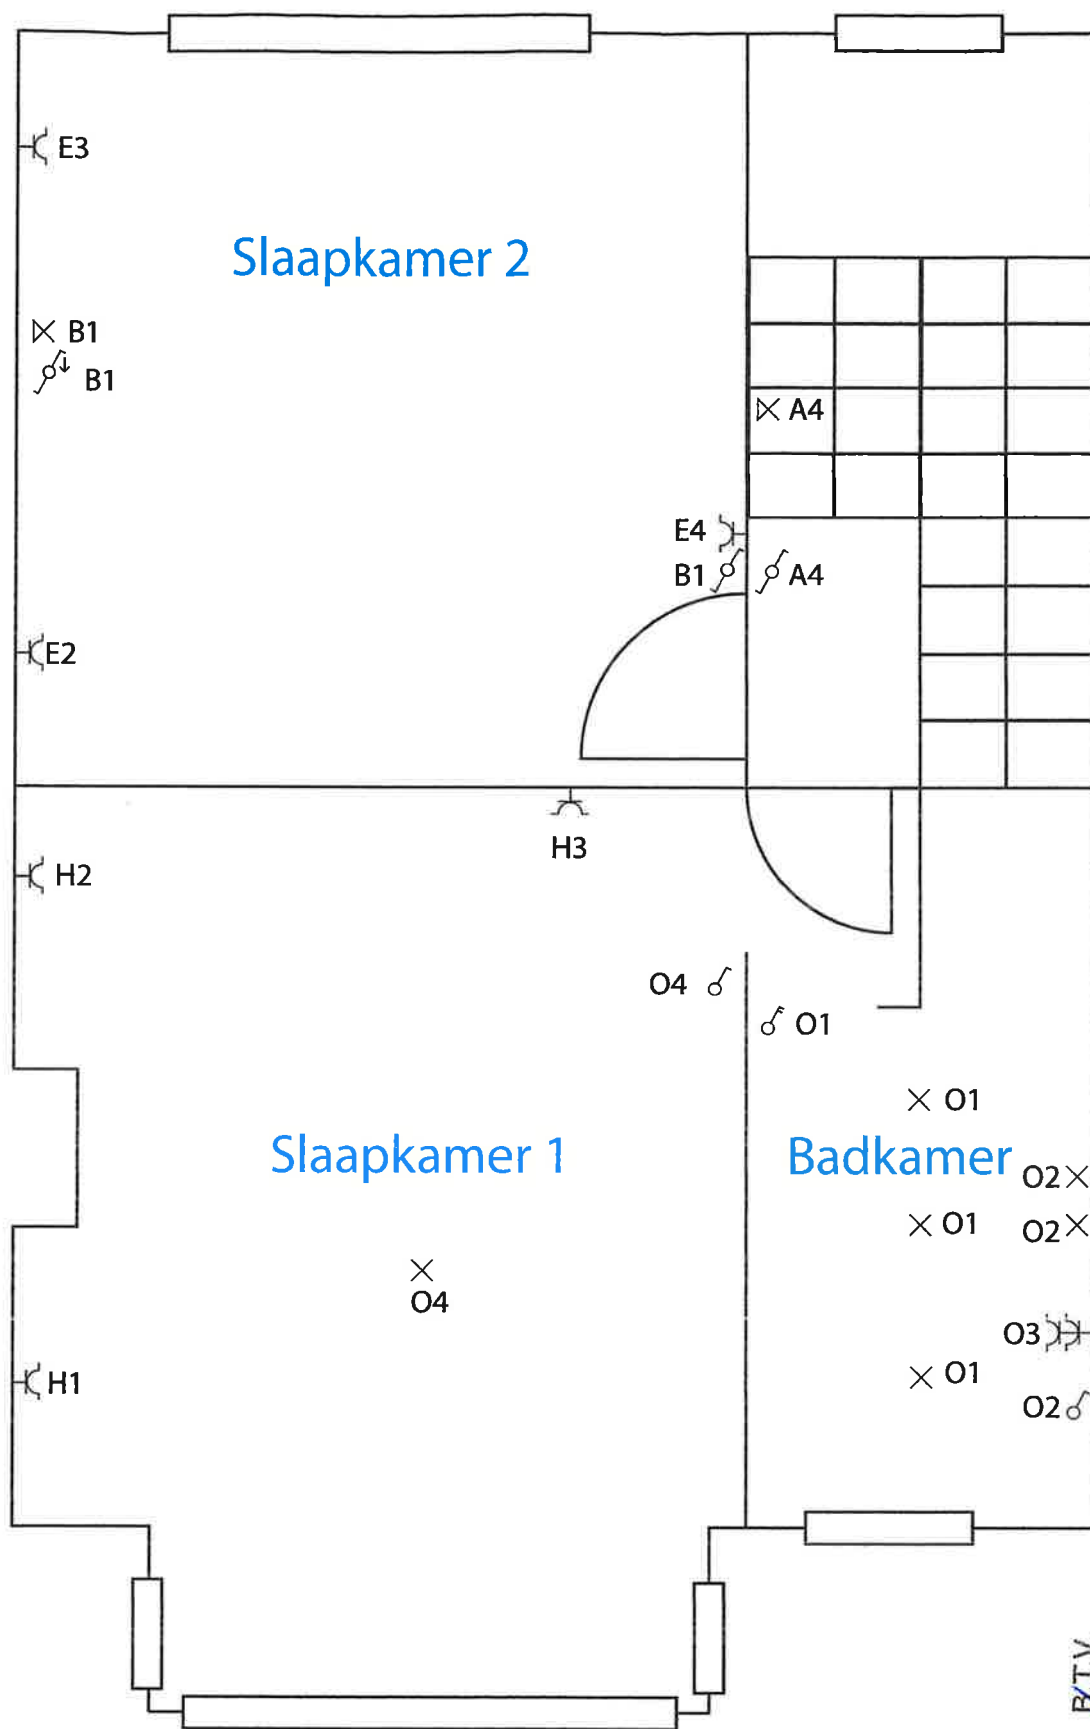 E3
Slaapkamer 2
B1
B1
A4
E4
B1
A4
E2
H3
H2
O4
O1
O1
Slaapkamer 1
Badkamer
O2
O1
O2
O4
O3
O1
H1
O2